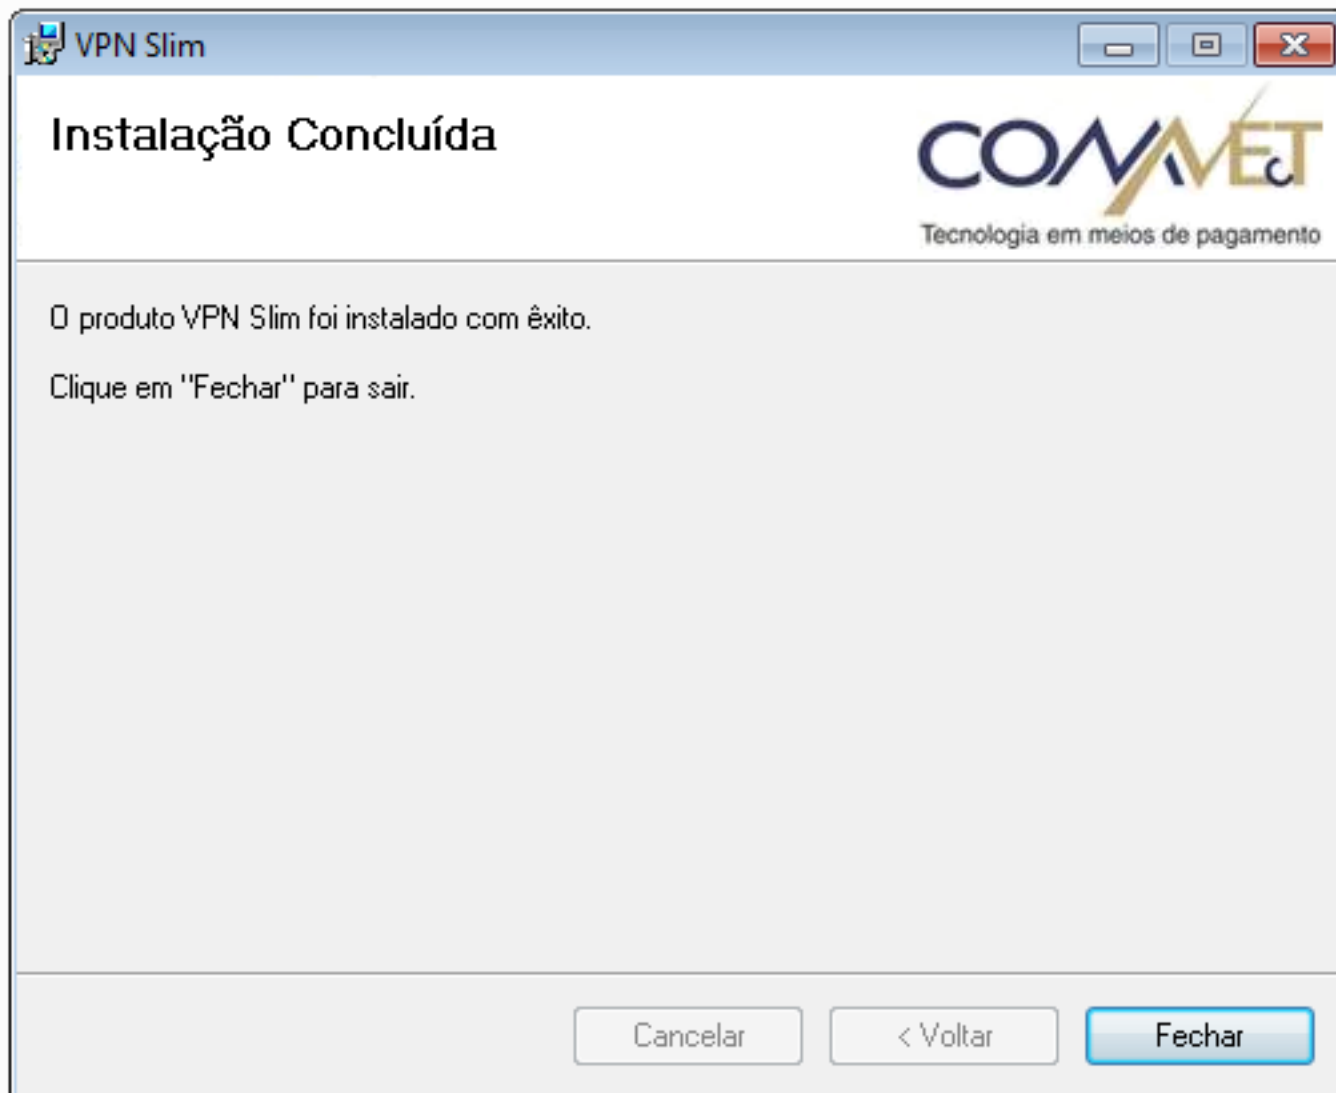 VPN Slim
Instalação Concluída
CONNECT
Tecnologia em meios de pagamento
O produto VPN Slim foi instalado com êxito.
Clique em "Fechar" para sair.
Cancelar
< Voltar
Fechar